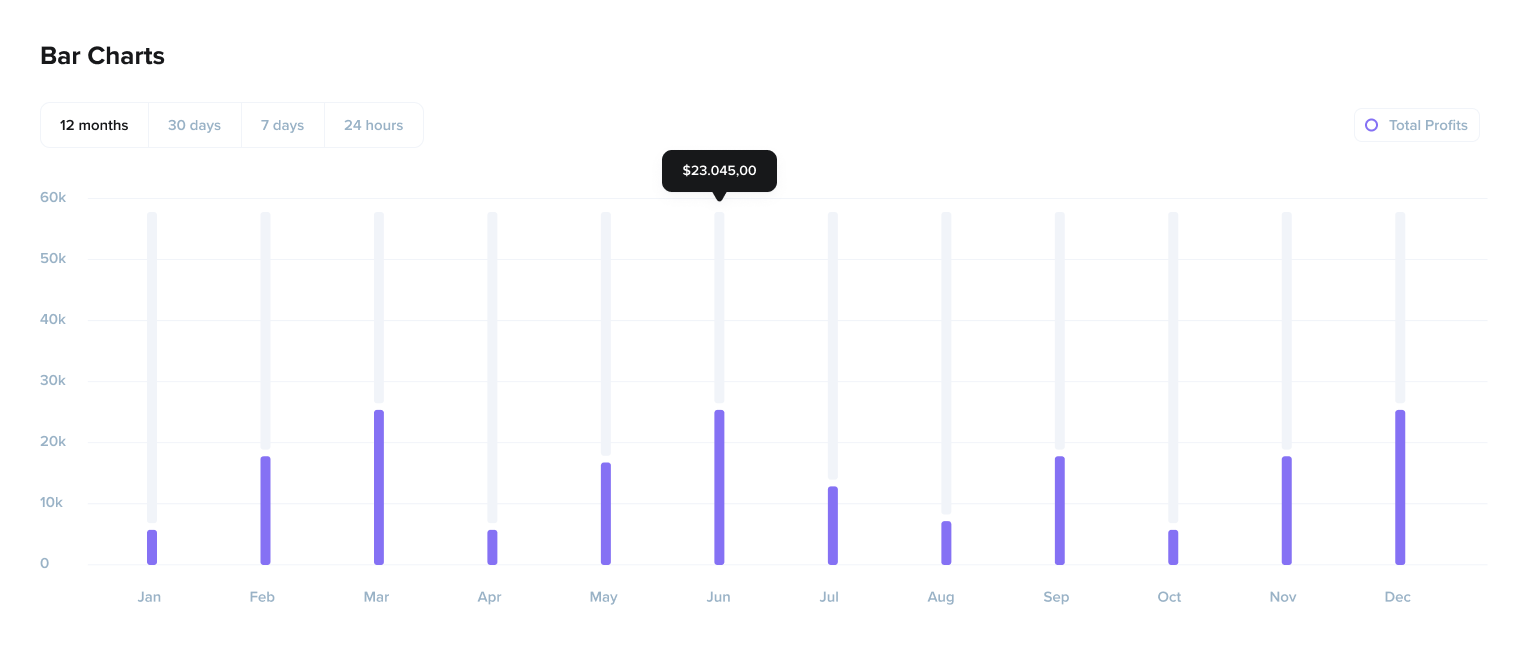 Bar Charts
12 months 30 days 7 days 24 hours
Total Profits
$23.045,00
60k
50k
40k
30k
20k
10k
0
Jan Feb Mar Apr May Jun Jul Aug Sep Oct Nov Dec